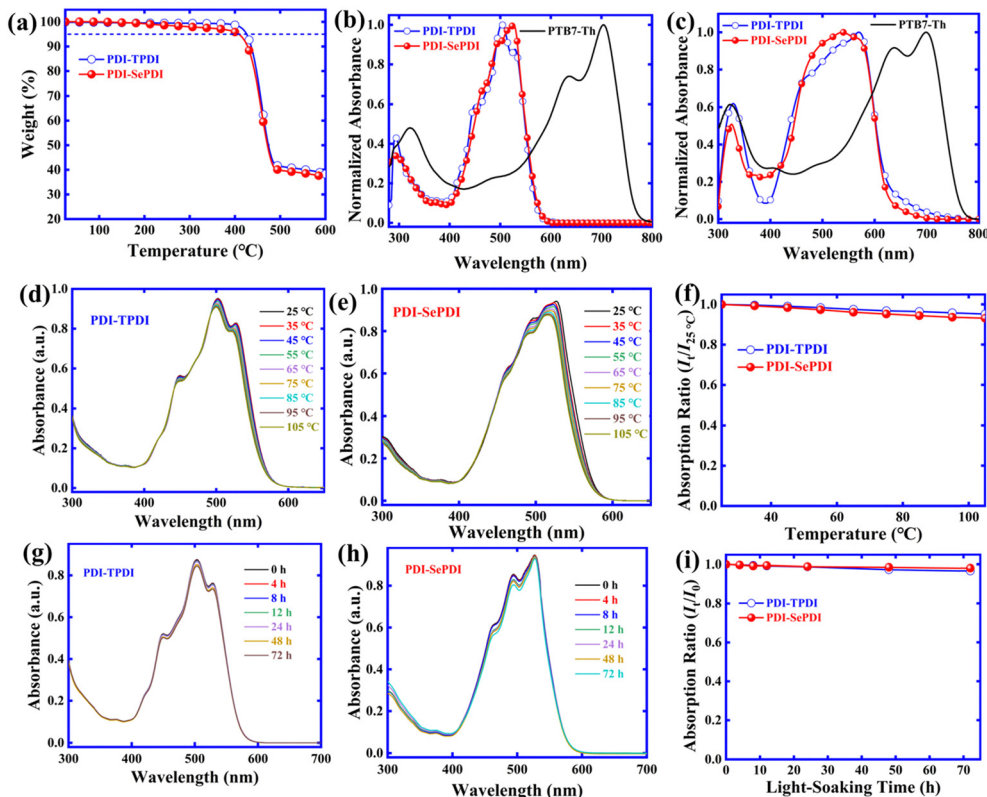 (a)
100
90
80
70
60
50
40
30
20
0 100 200 300 400 500 600
Weight (%)
Temperature (°C)
PDI-TPDI
PDI-SePDI
(b)
1.0
0.8
0.6
0.4
0.2
0.0
300 400 500 600 700 800
Normalized Absorbance
Wavelength (nm)
PDI-TPDI
PDI-SePDI
PTB7-Th
(c)
1.0
0.8
0.6
0.4
0.2
0.0
300 400 500 600 700 800
Normalized Absorbance
Wavelength (nm)
PDI-TPDI
PDI-SePDI
PTB7-Th
(d)
1.0
0.8
0.6
0.4
0.2
0.0
300 400 500 600
Absorbance (a.u.)
Wavelength (nm)
PDI-TPDI
25 °C
35 °C
45 °C
55 °C
65 °C
75 °C
85 °C
95 °C
105 °C
(e)
1.0
0.8
0.6
0.4
0.2
0.0
300 400 500 600
Absorbance (a.u.)
Wavelength (nm)
PDI-SePDI
25 °C
35 °C
45 °C
55 °C
65 °C
75 °C
85 °C
95 °C
105 °C
(f)
1.0
0.8
0.6
0.4
0.2
0.0
40 60 80 100
Absorption Ratio (It/I25 °C)
Temperature (°C)
PDI-TPDI
PDI-SePDI
(g)
0.8
0.6
0.4
0.2
0.0
300 400 500 600 700
Absorbance (a.u.)
Wavelength (nm)
PDI-TPDI
0 h
4 h
8 h
12 h
24 h
48 h
72 h
(h)
0.8
0.6
0.4
0.2
0.0
300 400 500 600 700
Absorbance (a.u.)
Wavelength (nm)
PDI-SePDI
0 h
4 h
8 h
12 h
24 h
48 h
72 h
(i)
1.0
0.8
0.6
0.4
0.2
0.0
0 10 20 30 40 50 60 70
Absorption Ratio (It/I0)
Light-Soaking Time (h)
PDI-TPDI
PDI-SePDI